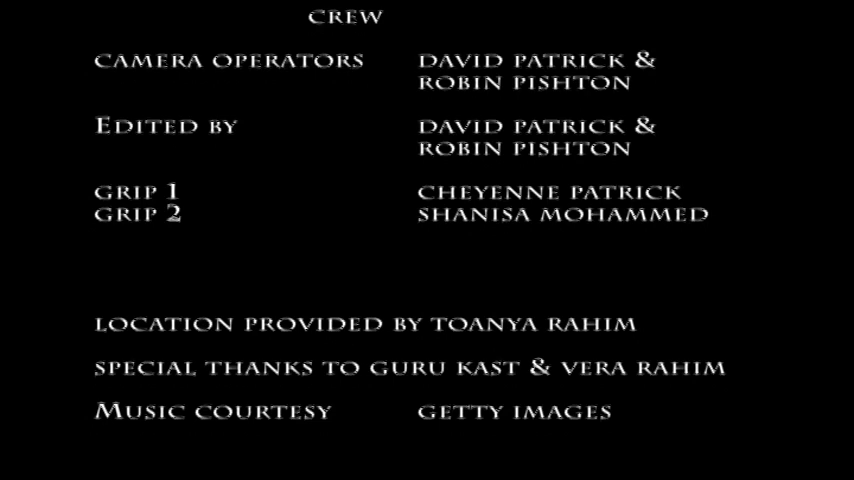 CREW
CAMERA OPERATORS DAVID PATRICK &
ROBIN PISHTON
EDITED BY DAVID PATRICK &
ROBIN PISHTON
GRIP 1 CHEYENNE PATRICK
GRIP 2 SHANISA MOHAMMED
LOCATION PROVIDED BY TOANYA RAHIM
SPECIAL THANKS TO GURU KAST & VERA RAHIM
MUSIC COURTESY GETTY IMAGES